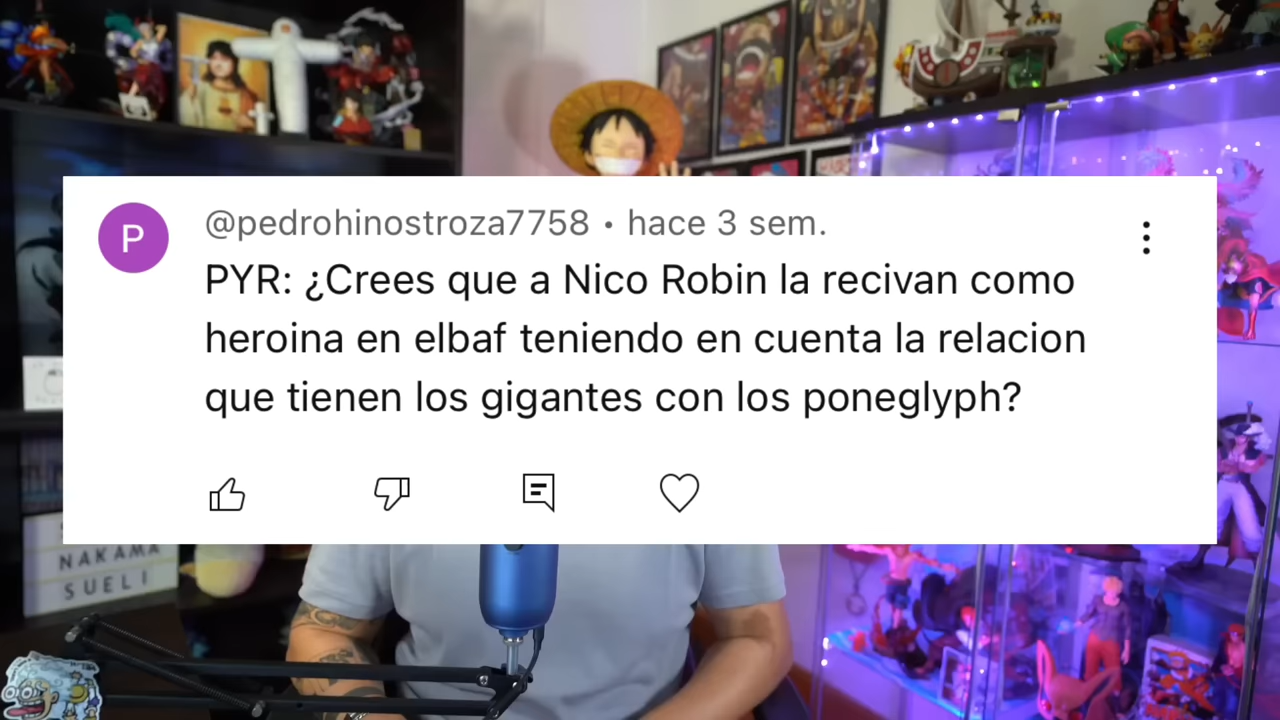 @pedrohinostroza7758 • hace 3 sem.
P
PYR: ¿Crees que a Nico Robin la recivan como
heroina en elbaf teniendo en cuenta la relacion
que tienen los gigantes con los poneglyph?
NAKAMA
SUELI